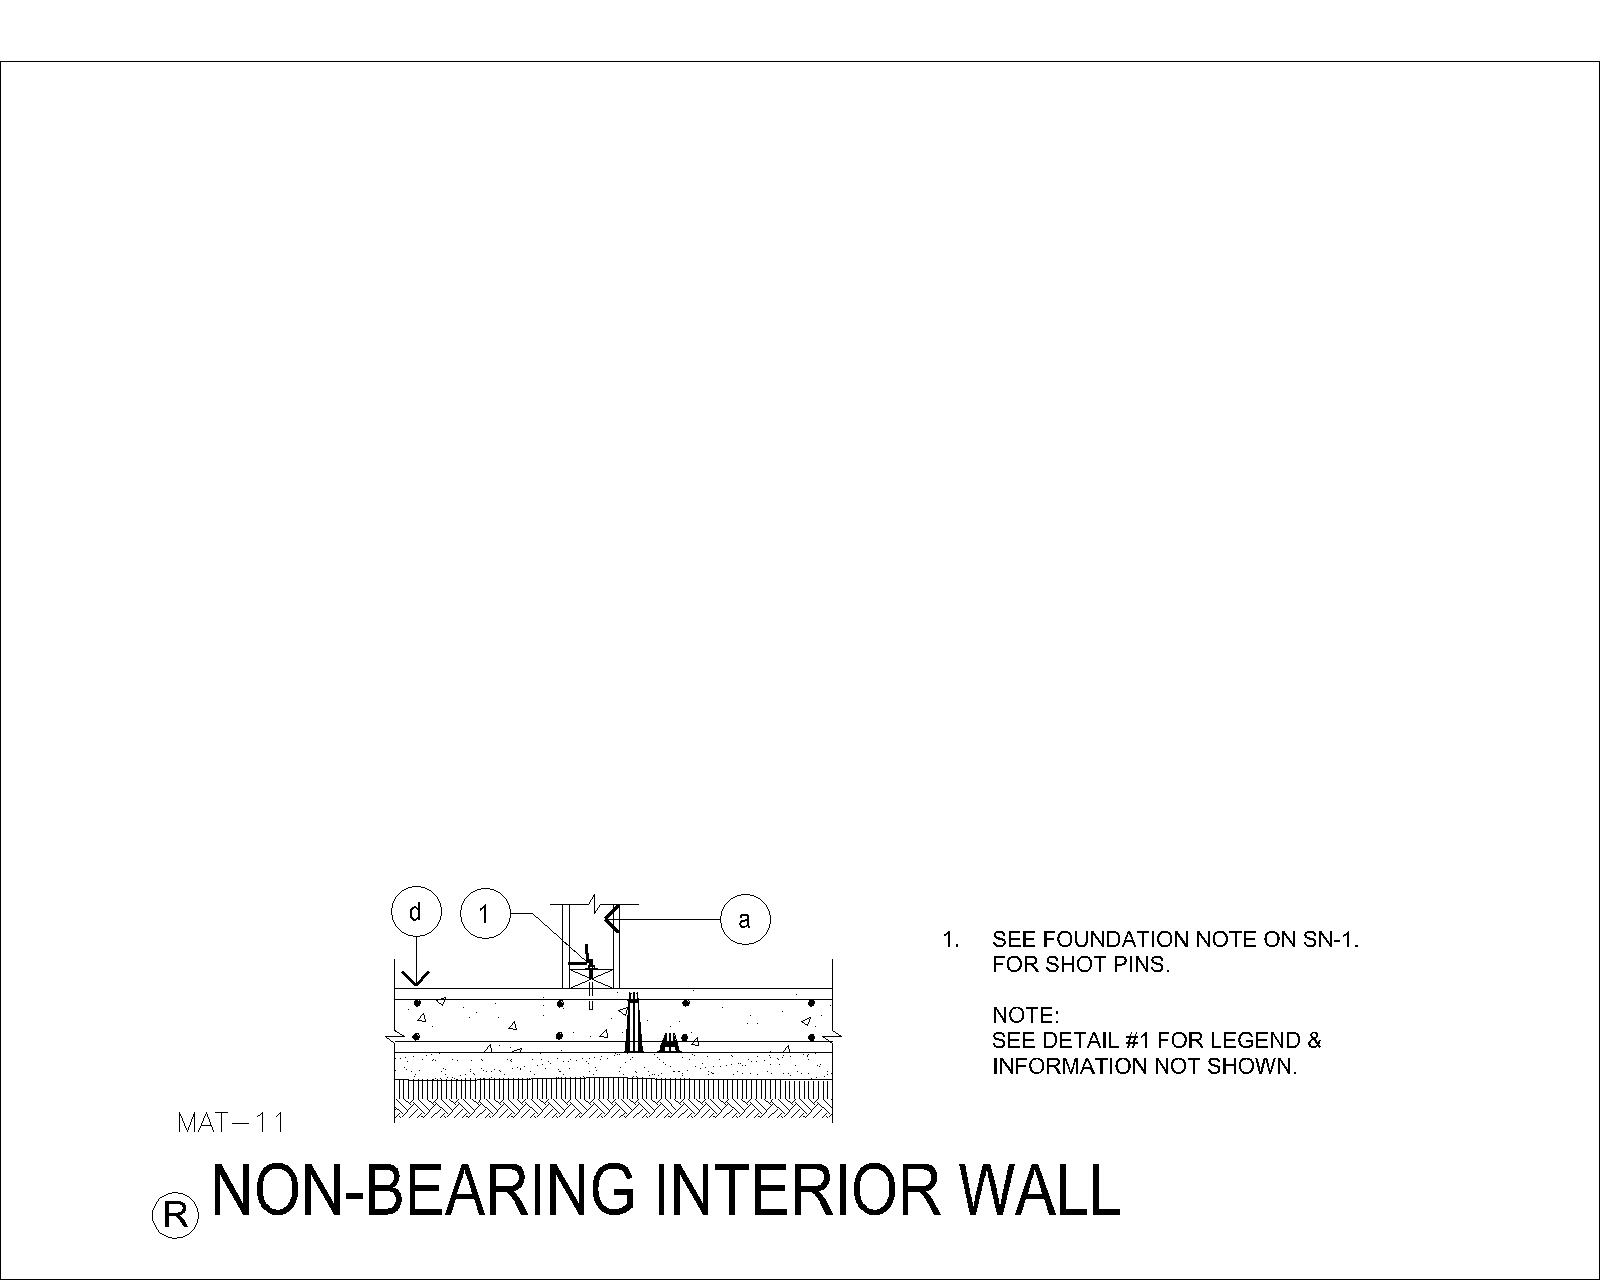 d
1
a
1. SEE FOUNDATION NOTE ON SN-1.
FOR SHOT PINS.
NOTE:
SEE DETAIL #1 FOR LEGEND &
INFORMATION NOT SHOWN.
MAT-11
R NON-BEARING INTERIOR WALL